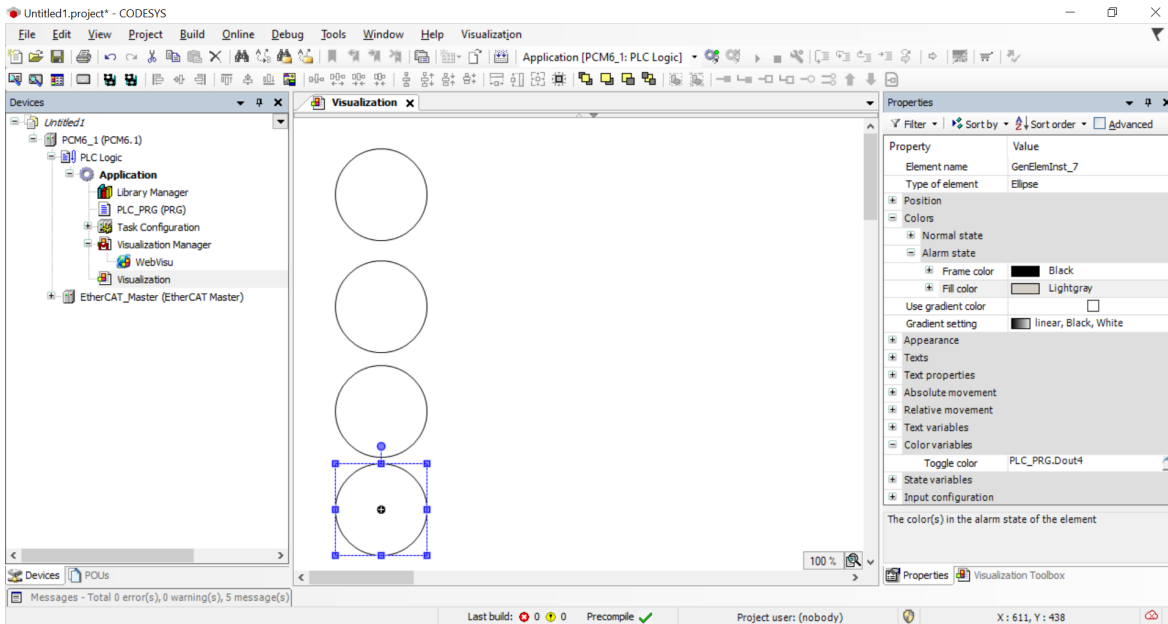 Untitled1.project* - CODESYS
File Edit View Project Build Online Debug Tools Window Help Visualization
Application [PCM6_1: PLC Logic]
Devices
Untitled1
PCM6_1 (PCM6.1)
PLC Logic
Application
Library Manager
PLC_PRG (PRG)
Task Configuration
Visualization Manager
WebVisu
Visualization
EtherCAT_Master (EtherCAT Master)
Devices POUs
Visualization
100 %
Properties
Filter Sort by Sort order Advanced
Property Value
Element name GenElemInst_7
Type of element Ellipse
Position
Colors
Normal state
Alarm state
Frame color Black
Fill color Lightgray
Use gradient color
Gradient setting linear, Black, White
Appearance
Texts
Text properties
Absolute movement
Relative movement
Text variables
Color variables
Toggle color PLC_PRG.Dout4
State variables
Input configuration
The color(s) in the alarm state of the element
Properties Visualization Toolbox
Messages - Total 0 error(s), 0 warning(s), 5 message(s)
Last build: 0 0 Precompile Project user: (nobody) X: 611, Y: 438